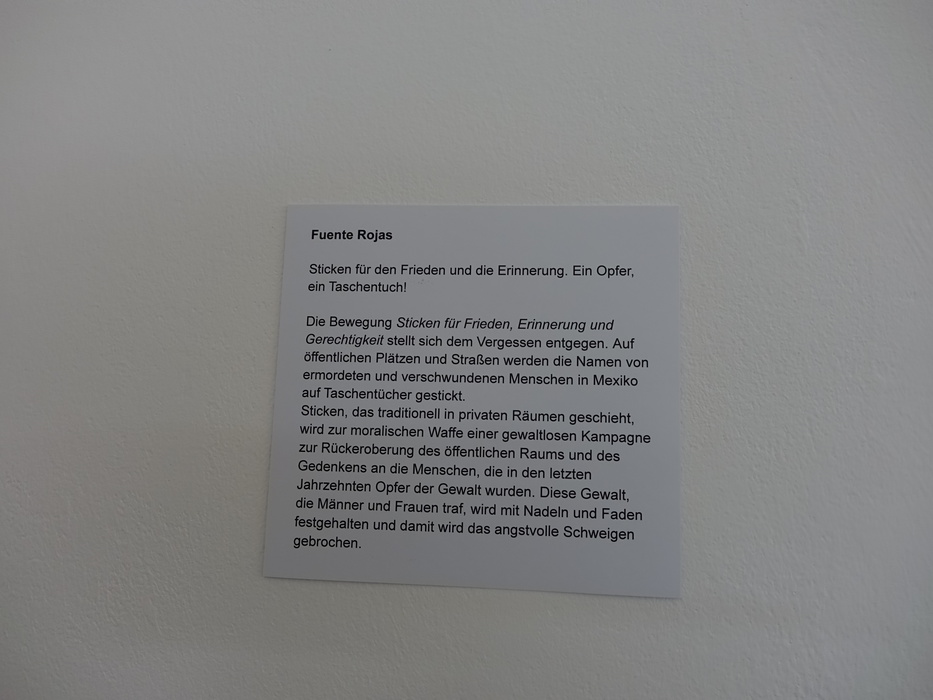 Fuente Rojas
Sticken für den Frieden und die Erinnerung. Ein Opfer,
ein Taschentuch!
Die Bewegung Sticken für Frieden, Erinnerung und
Gerechtigkeit stellt sich dem Vergessen entgegen. Auf
öffentlichen Plätzen und Straßen werden die Namen von
ermordeten und verschwundenen Menschen in Mexiko
auf Taschentücher gestickt.
Sticken, das traditionell in privaten Räumen geschieht,
wird zur moralischen Waffe einer gewaltlosen Kampagne
zur Rückeroberung des öffentlichen Raums und des
Gedenkens an die Menschen, die in den letzten
Jahrzehnten Opfer der Gewalt wurden. Diese Gewalt,
die Männer und Frauen traf, wird mit Nadeln und Faden
festgehalten und damit wird das angstvolle Schweigen
gebrochen.